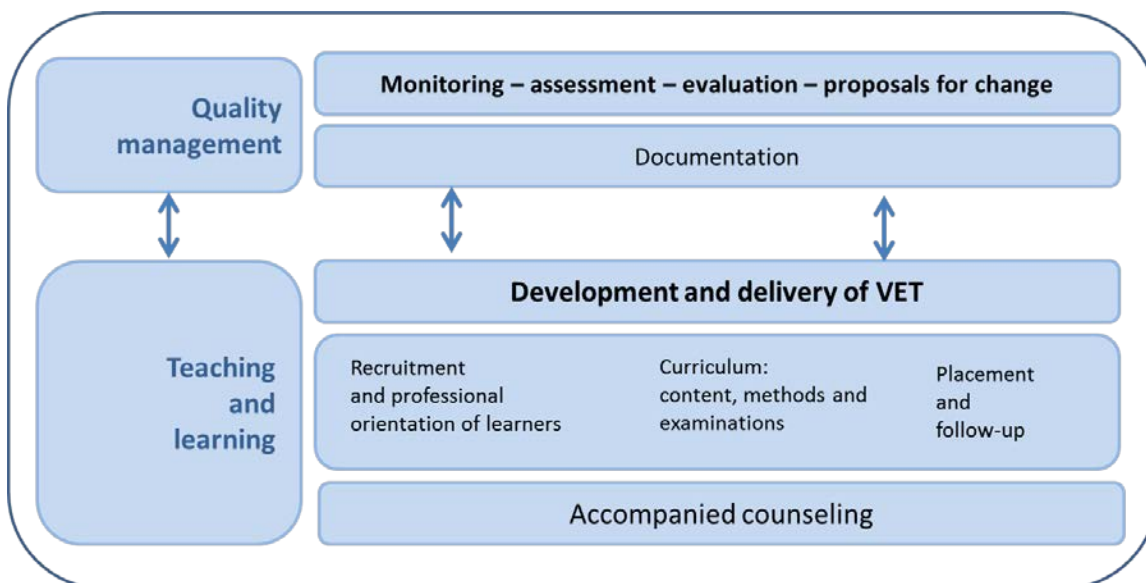 Quality
management
Monitoring – assessment – evaluation – proposals for change
Documentation
Teaching
and
learning
Development and delivery of VET
Recruitment
and professional
orientation of learners
Curriculum:
content, methods and
examinations
Placement
and
follow-up
Accompanied counseling